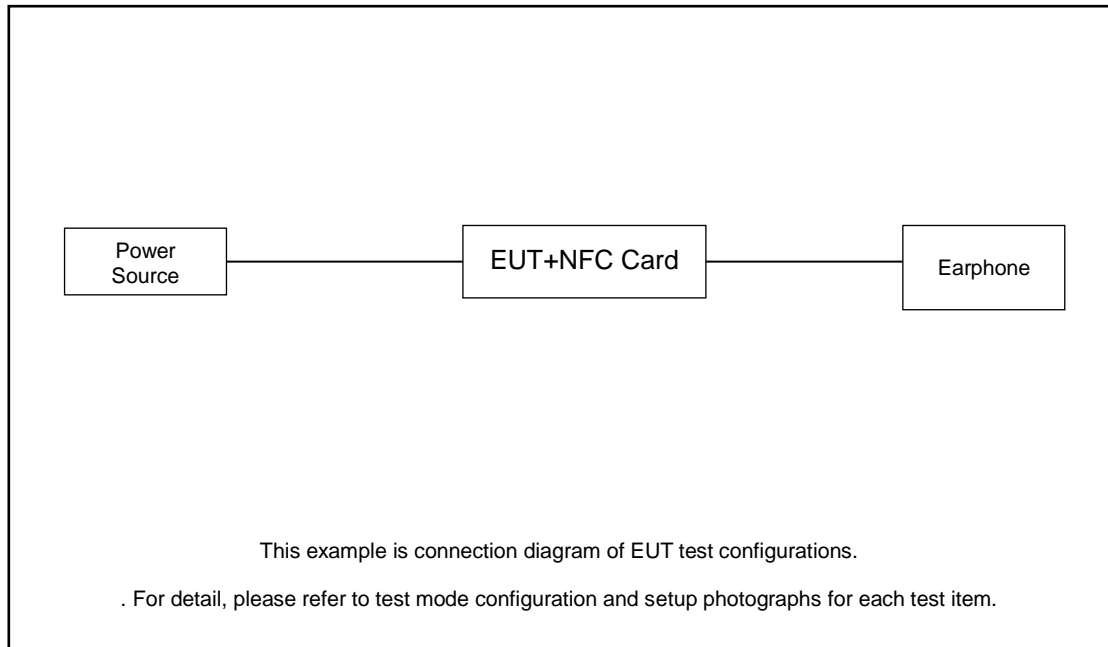 Power
Source
EUT+NFC Card
Earphone
This example is connection diagram of EUT test configurations.
. For detail, please refer to test mode configuration and setup photographs for each test item.